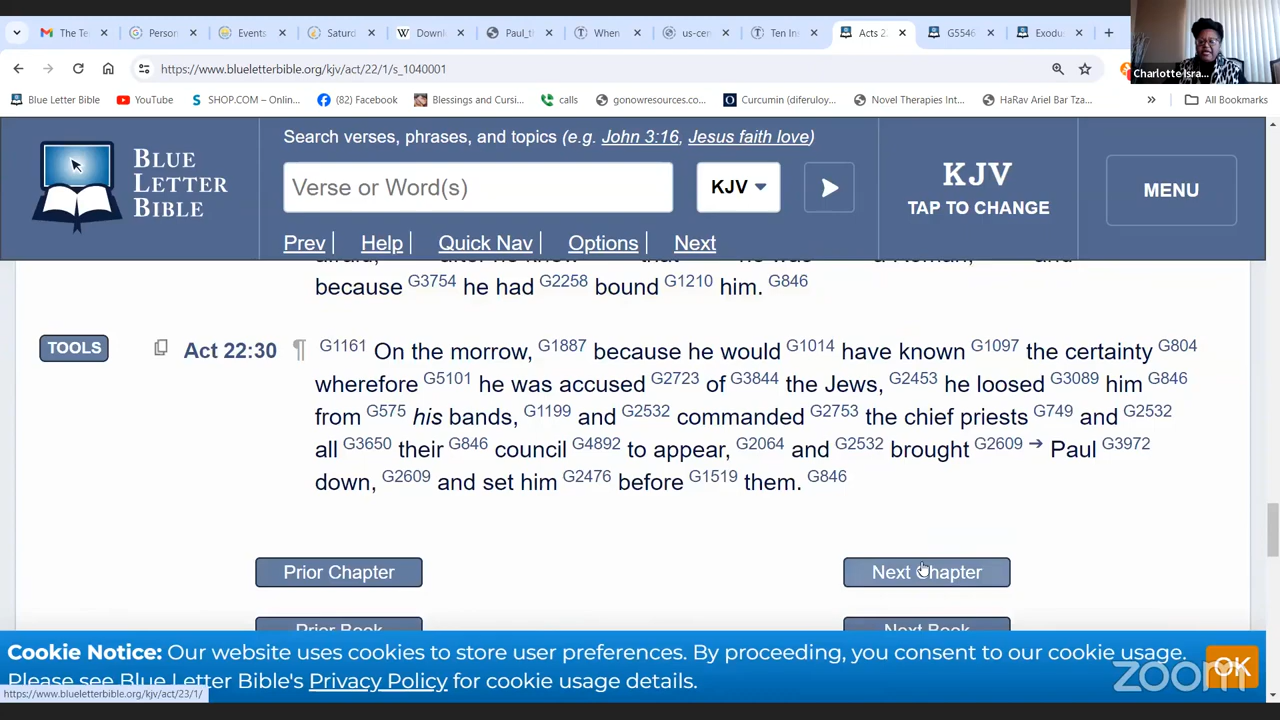 The Te
Person
Events
Saturd
Downl
Paul_t
When
us-cen
Ten In
Acts 2
G5546
Exodu
https://www.blueletterbible.org/kjv/act/22/1/s_1040001
Charlotte Isra...
Blue Letter Bible
YouTube
SHOP.COM – Onlin...
(82) Facebook
Blessings and Cursi...
calls
gonowresources.co...
Curcumin (diferuloy...
Novel Therapies Int...
HaRav Ariel Bar Tza...
All Bookmarks
BLUE
LETTER
BIBLE
Search verses, phrases, and topics (e.g. John 3:16, Jesus faith love)
Verse or Word(s)
KJV
KJV
TAP TO CHANGE
MENU
Prev | Help | Quick Nav | Options | Next
because G3754 he had G2258 bound G1210 him. G846
TOOLS Act 22:30 ¶ G1161 On the morrow, G1887 because he would G1014 have known G1097 the certainty G804
wherefore G5101 he was accused G2723 of G3844 the Jews, G2453 he loosed G3089 him G846
from G575 his bands, G1199 and G2532 commanded G2753 the chief priests G749 and G2532
all G3650 their G846 council G4892 to appear, G2064 and G2532 brought G2609 → Paul G3972
down, G2609 and set him G2476 before G1519 them. G846
Prior Chapter
Next Chapter
Prior Book
Next Book
Cookie Notice: Our website uses cookies to store user preferences. By proceeding, you consent to our cookie usage.
Please see Blue Letter Bible's Privacy Policy for cookie usage details.
OK
zoom
https://www.blueletterbible.org/kjv/act/23/1/